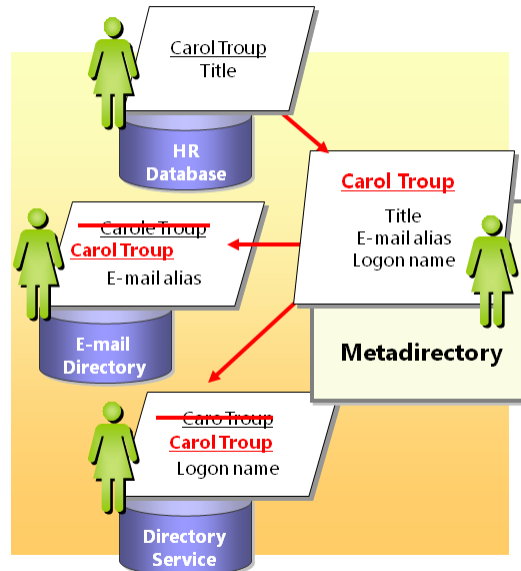 Carol Troup
Title
HR
Database
Carol Troup
Title
E-mail alias
Logon name
Metadirectory
Carole Troup
Carol Troup
E-mail alias
E-mail
Directory
Caro Troup
Carol Troup
Logon name
Directory
Service